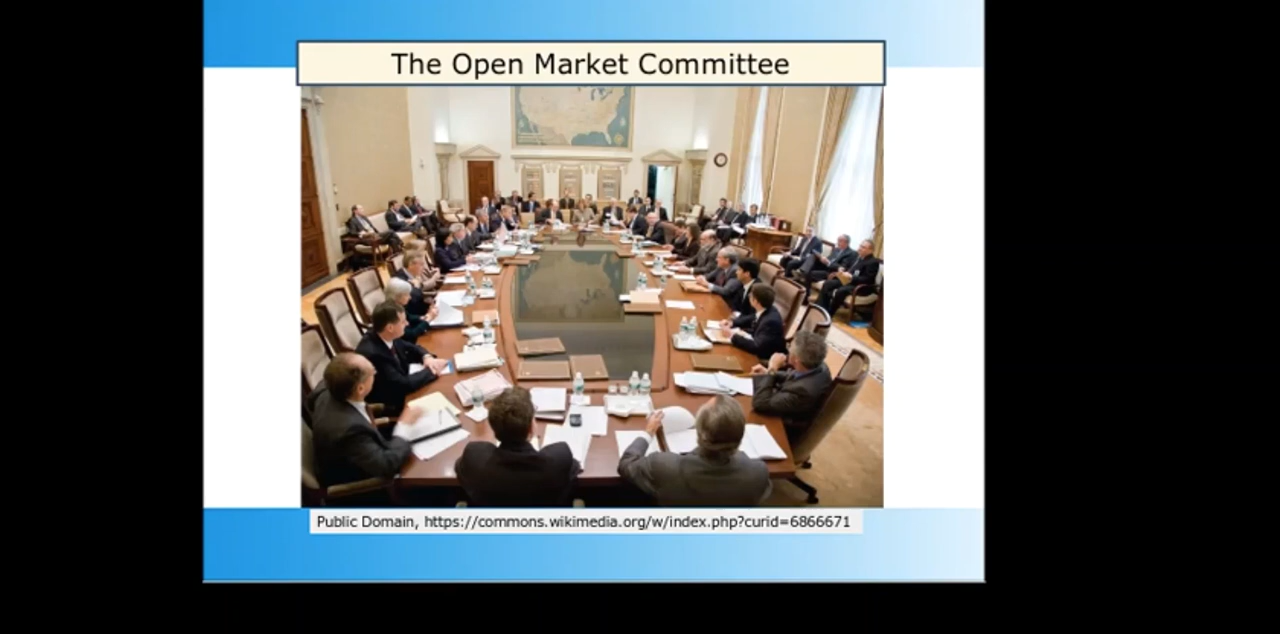 The Open Market Committee
Public Domain, https://commons.wikimedia.org/w/index.php?curid=6866671